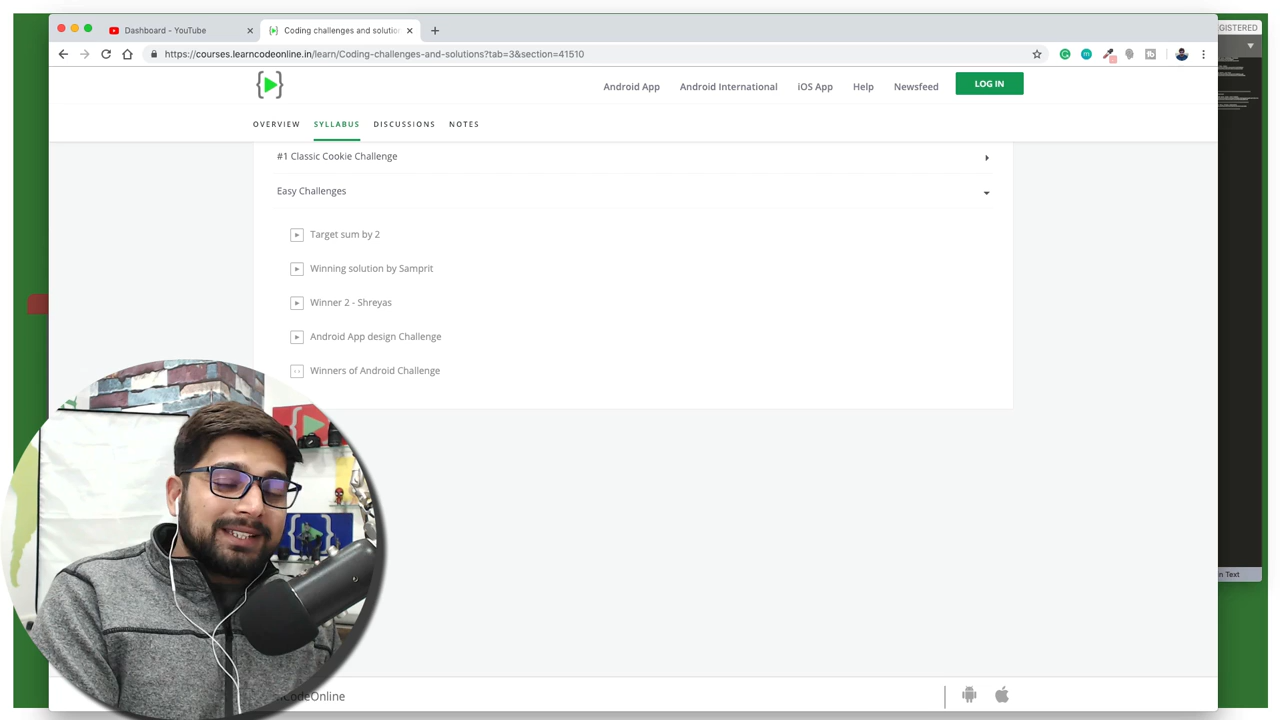 Dashboard - YouTube
Coding challenges and solutio
GISTERED
https://courses.learncodeonline.in/learn/Coding-challenges-and-solutions?tab=3&section=41510
Android App Android International iOS App Help Newsfeed LOG IN
OVERVIEW SYLLABUS DISCUSSIONS NOTES
#1 Classic Cookie Challenge
Easy Challenges
Target sum by 2
Winning solution by Samprit
Winner 2 - Shreyas
Android App design Challenge
Winners of Android Challenge
n Text
CodeOnline